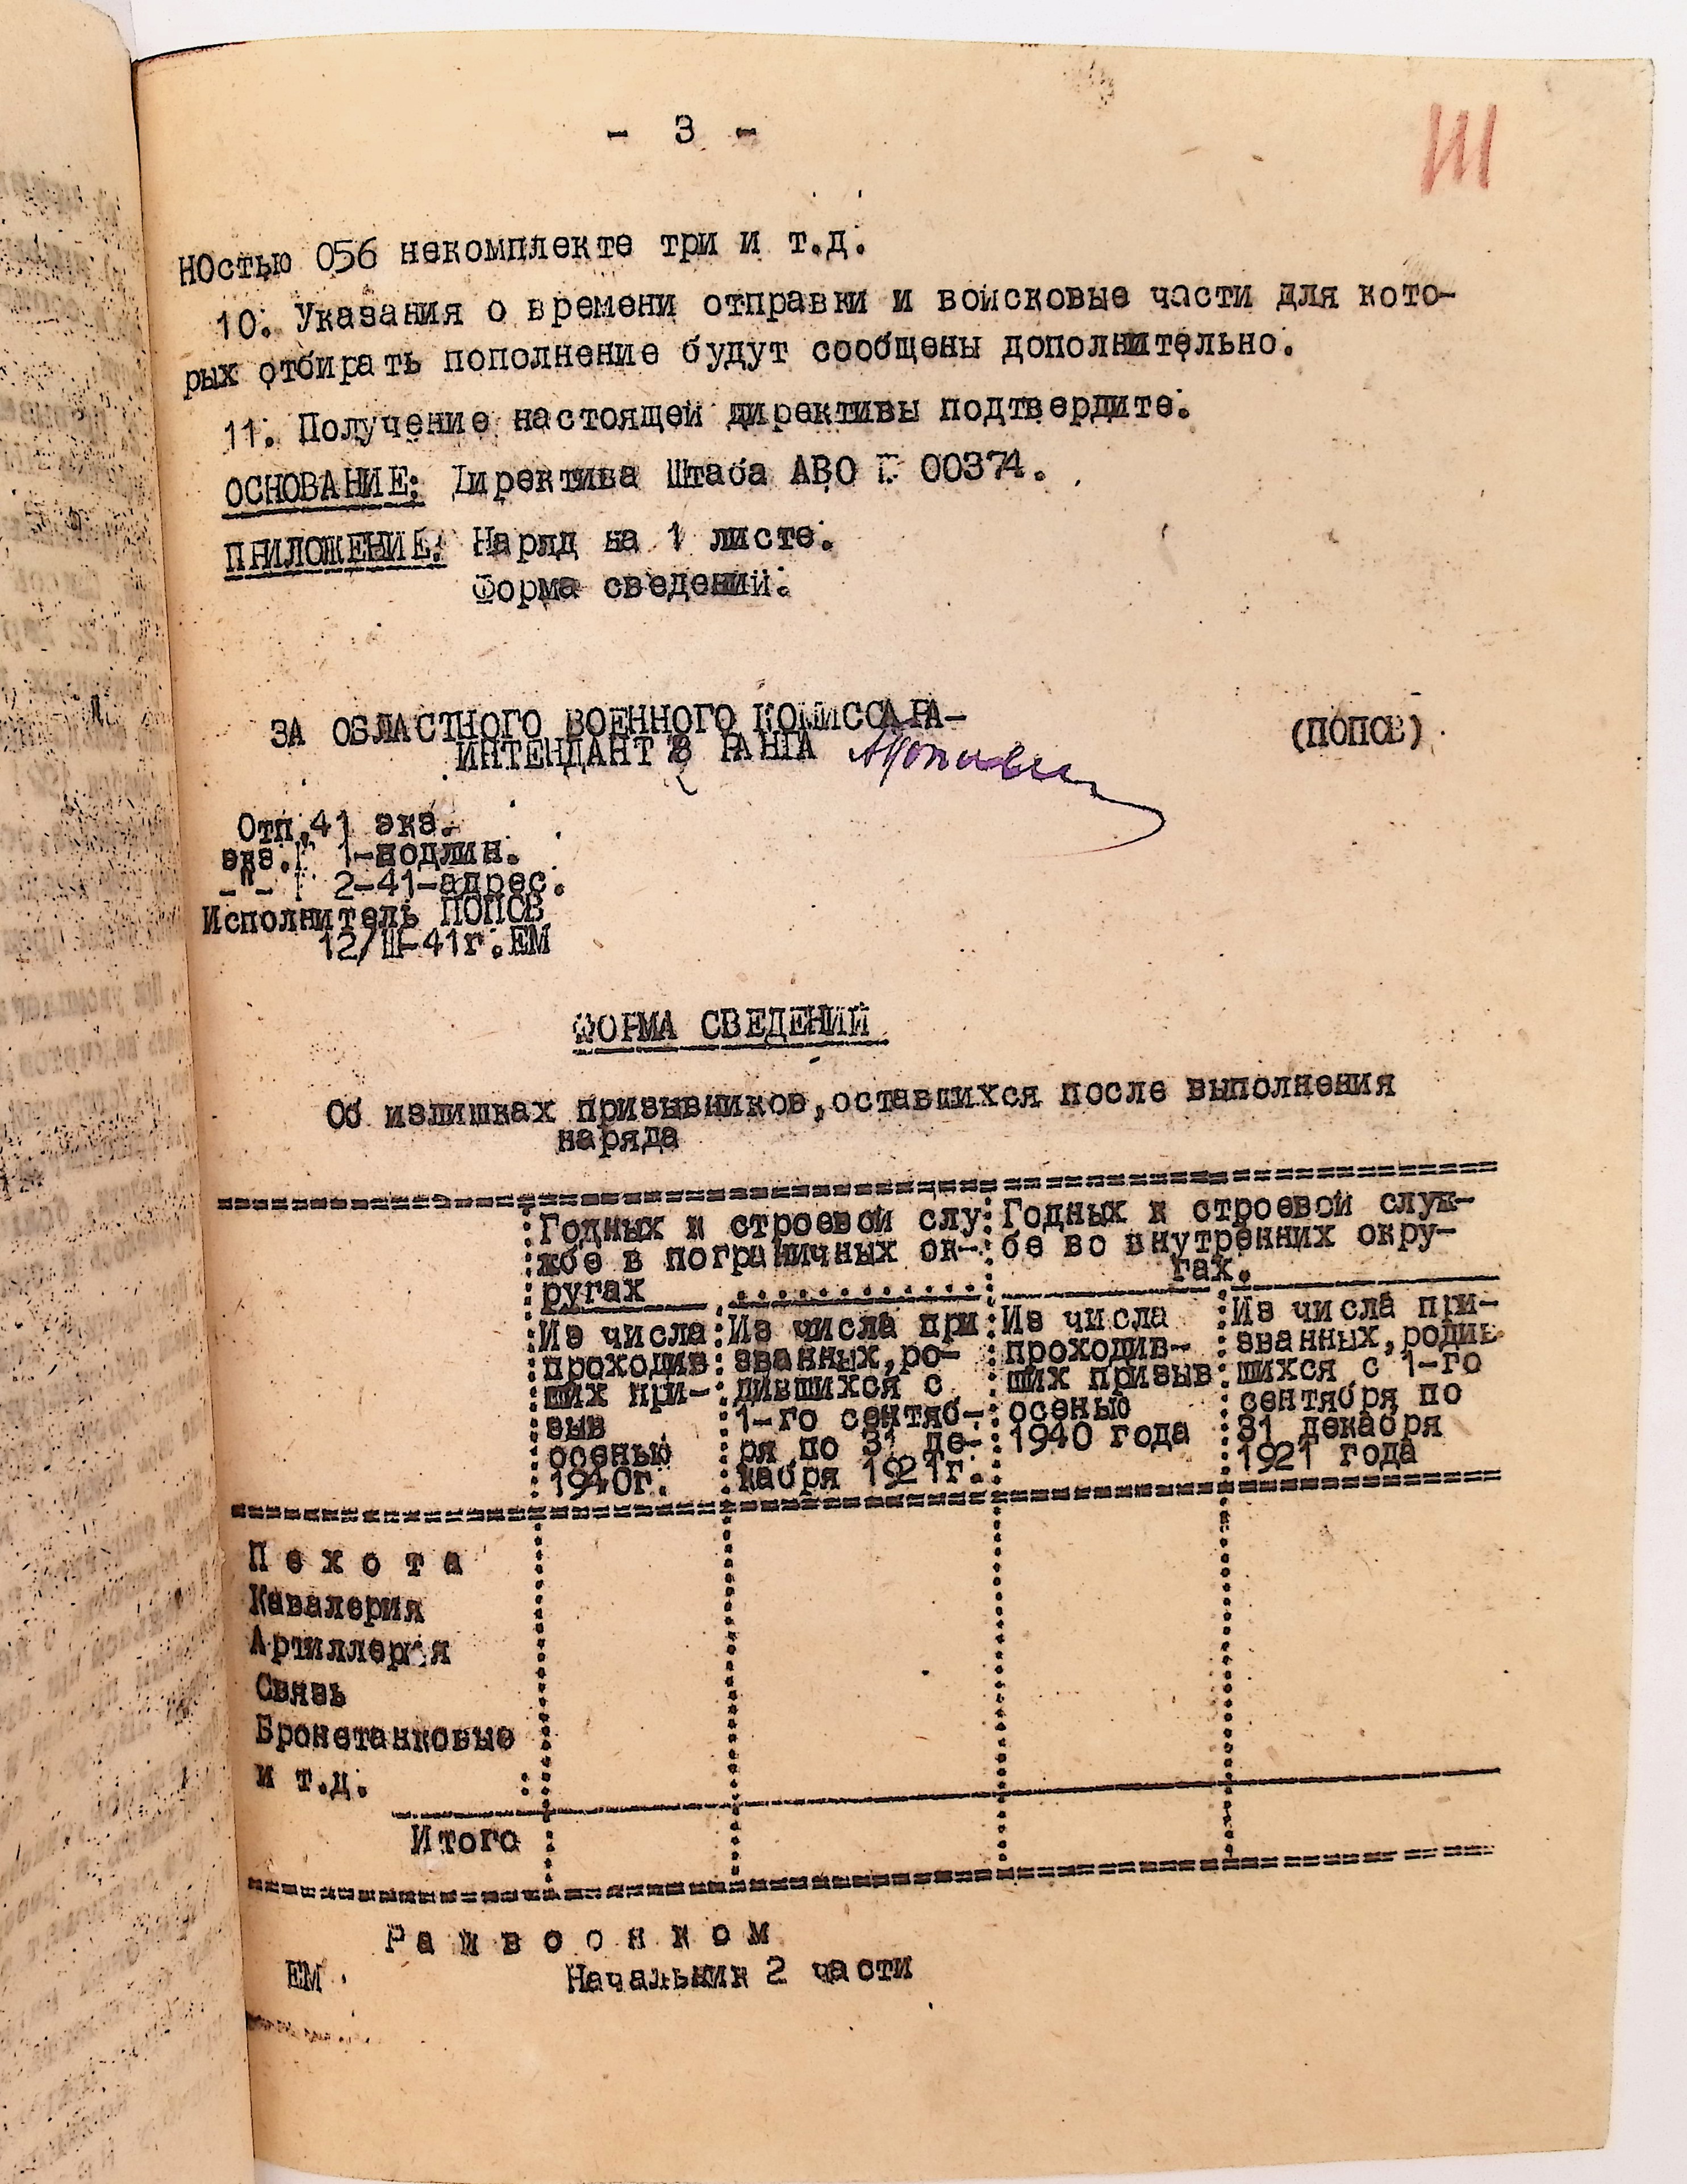 - 3 -
НОстью 056 некомплекте три и т.д.
10. Указания о времени отправки и войсковые части для кото-
рых отбирать пополнение будут сообщены дополнительно.
11. Получение настоящей директивы подтвердите.
ОСНОВАНИЕ: Директива Штаба АВО № 00374.
ПРИЛОЖЕНИЕ: Наряд на 1 листе.
Форма сведений.
ЗА ОБЛАСТНОГО ВОЕННОГО КОМИССАРА-
ИНТЕНДАНТ 3 РАНГА (ПОПОВ)
Отп.41 экз.
экз.№ 1-подлин.
-"- № 2-41-адрес.
Исполнитель ПОПОВ
12/Ш-41г.ЕМ
ФОРМА СВЕДЕНИЙ
Об излишках призывников,оставшихся после выполнения
наряда
Годных к строевой слу
жбе в пограничных ок-
ругах
Годных к строевой служ-
бе во внутренних окру-
гах.
Из числа
проходив
ших при-
зыв
осенью
1940г.
Из числа при
званных,ро-
дившихся с
1-го сентяб-
ря по 31 де-
кабря 1921г.
Из числа
проходив-
ших призыв
осенью
1940 года
Из числа при-
званных,родив
шихся с 1-го
сентября по
31 декабря
1921 года
П е х о т а
Кавалерия
Артиллерия
Связь
Бронетанковые
и т.д.
Итого
Р а й в о е н к о м
ЕМ. Начальник 2 части